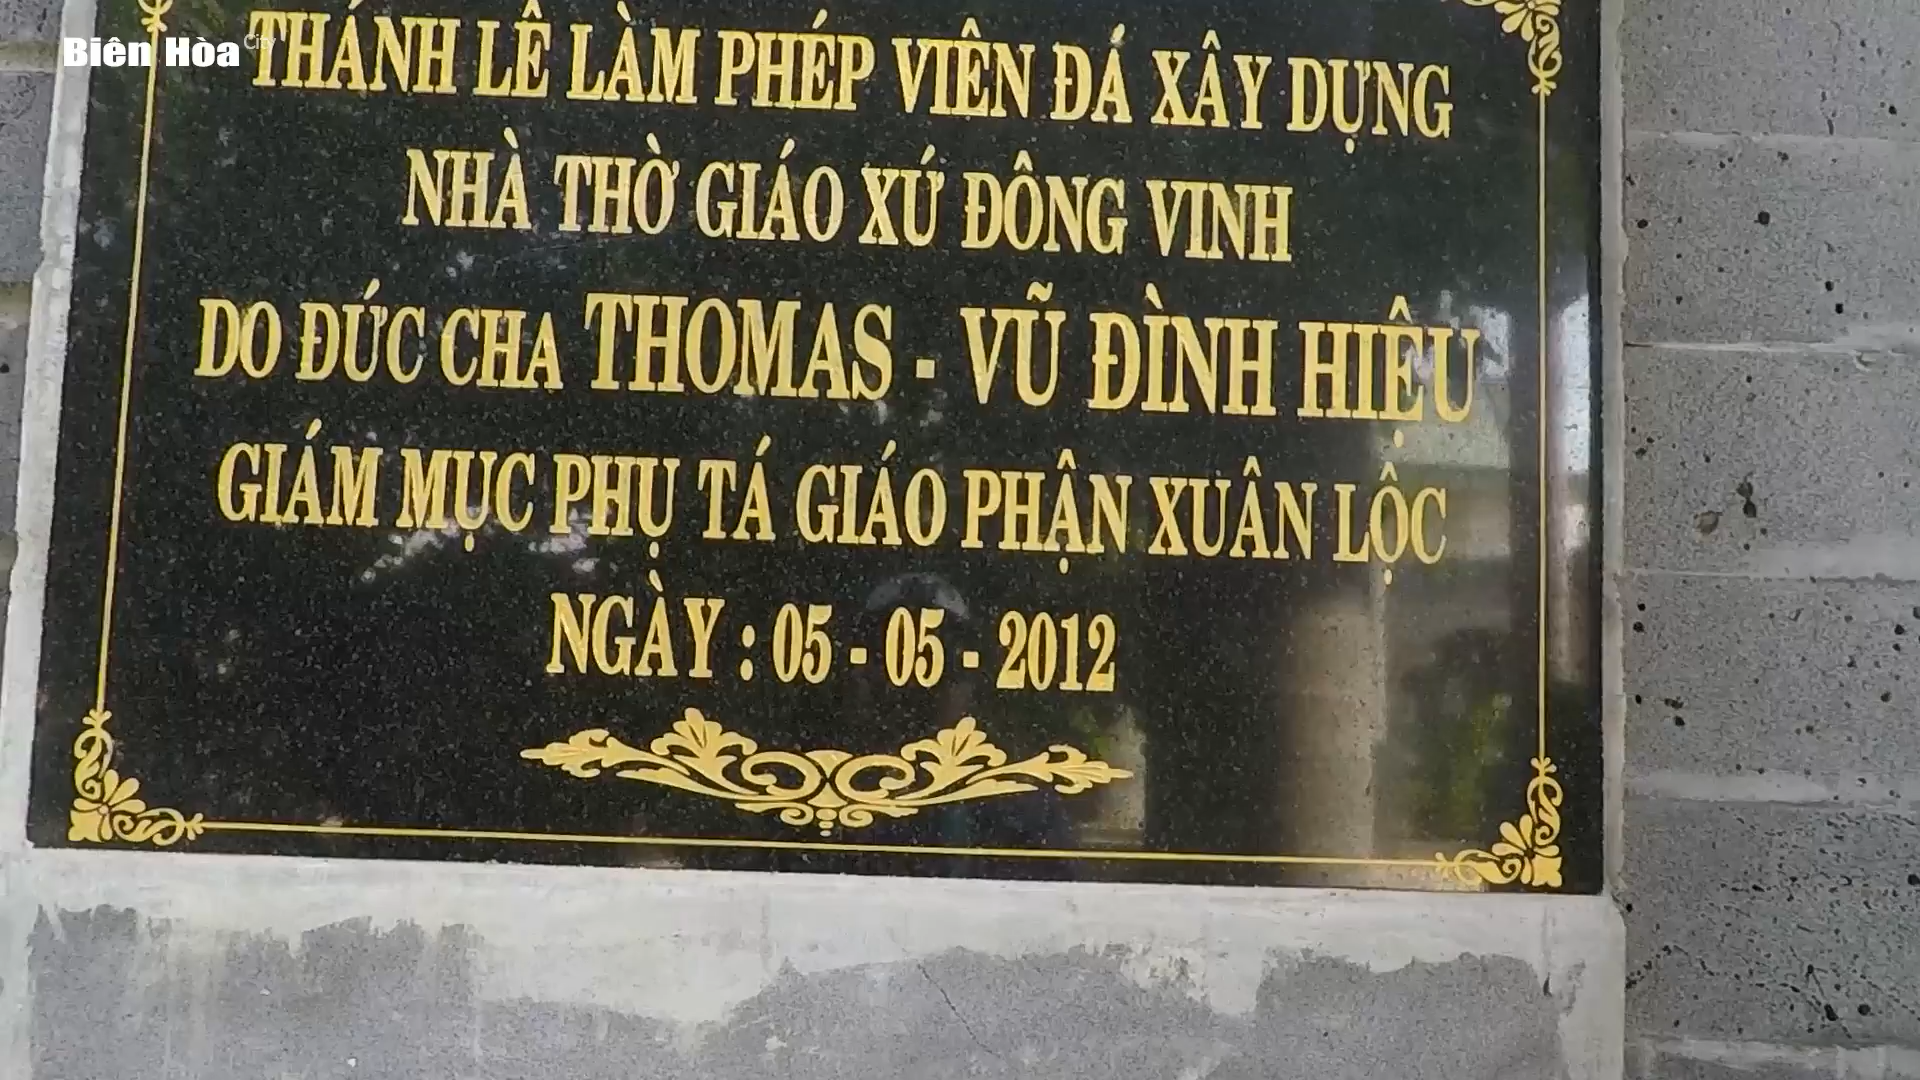 Biên Hòa City
THÁNH LỄ LÀM PHÉP VIÊN ĐÁ XÂY DỰNG
NHÀ THỜ GIÁO XỨ ĐÔNG VINH
DO ĐỨC CHA THOMAS - VŨ ĐÌNH HIỆU
GIÁM MỤC PHỤ TÁ GIÁO PHẬN XUÂN LỘC
NGÀY : 05 - 05 - 2012